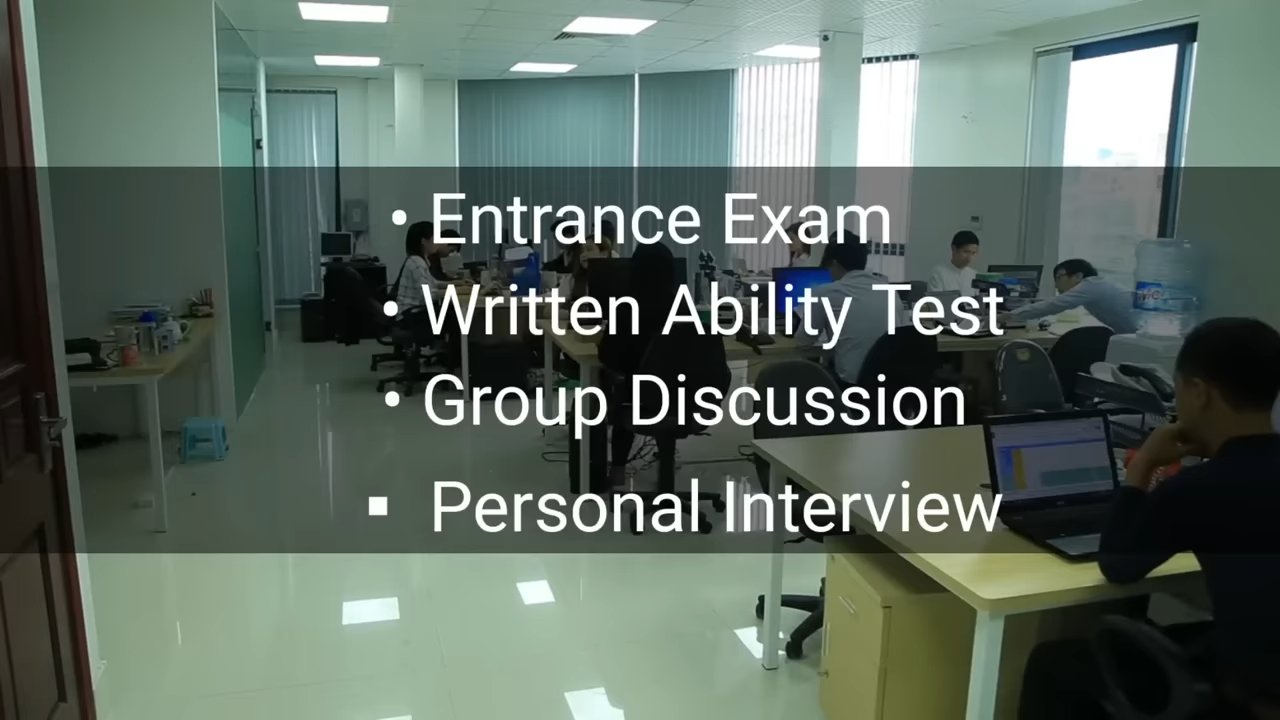 • Entrance Exam
• Written Ability Test
• Group Discussion
▪ Personal Interview